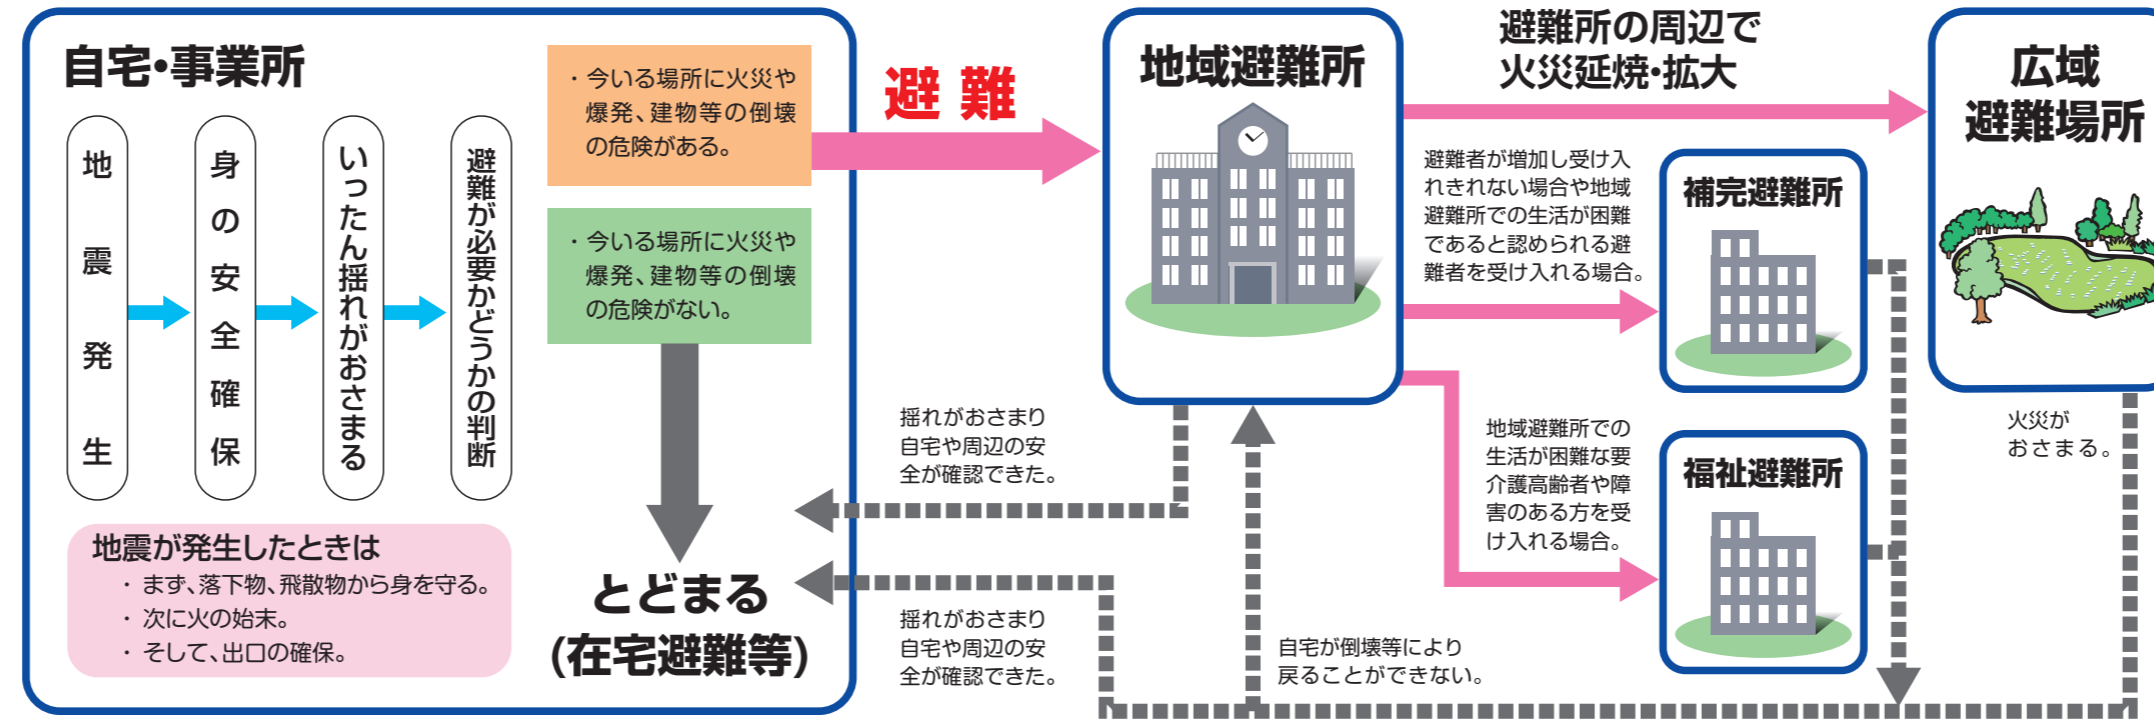 自宅・事業所
地震発生
身の安全確保
いったん揺れがおさまる
避難が必要かどうかの判断
・今いる場所に火災や
爆発、建物等の倒壊
の危険がある。
・今いる場所に火災や
爆発、建物等の倒壊
の危険がない。
地震が発生したときは
・まず、落下物、飛散物から身を守る。
・次に火の始末。
・そして、出口の確保。
とどまる
(在宅避難等)
避難
揺れがおさまり
自宅や周辺の安
全が確認できた。
揺れがおさまり
自宅や周辺の安
全が確認できた。
地域避難所
自宅が倒壊等により
戻ることができない。
避難所の周辺で
火災延焼・拡大
避難者が増加し受け入
れきれない場合や地域
避難所での生活が困難
であると認められる避
難者を受け入れる場合。
地域避難所での
生活が困難な要
介護高齢者や障
害のある方を受
け入れる場合。
補完避難所
福祉避難所
広域
避難場所
火災が
おさまる。